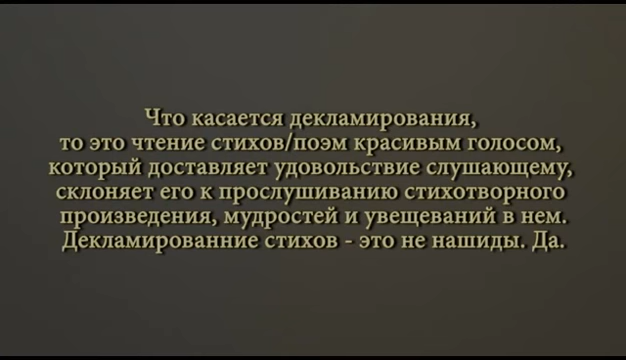 Что касается декламирования,
то это чтение стихов/поэм красивым голосом,
который доставляет удовольствие слушающему,
склоняет его к прослушиванию стихотворного
произведения, мудростей и увещеваний в нем.
Декламированние стихов - это не нашиды. Да.